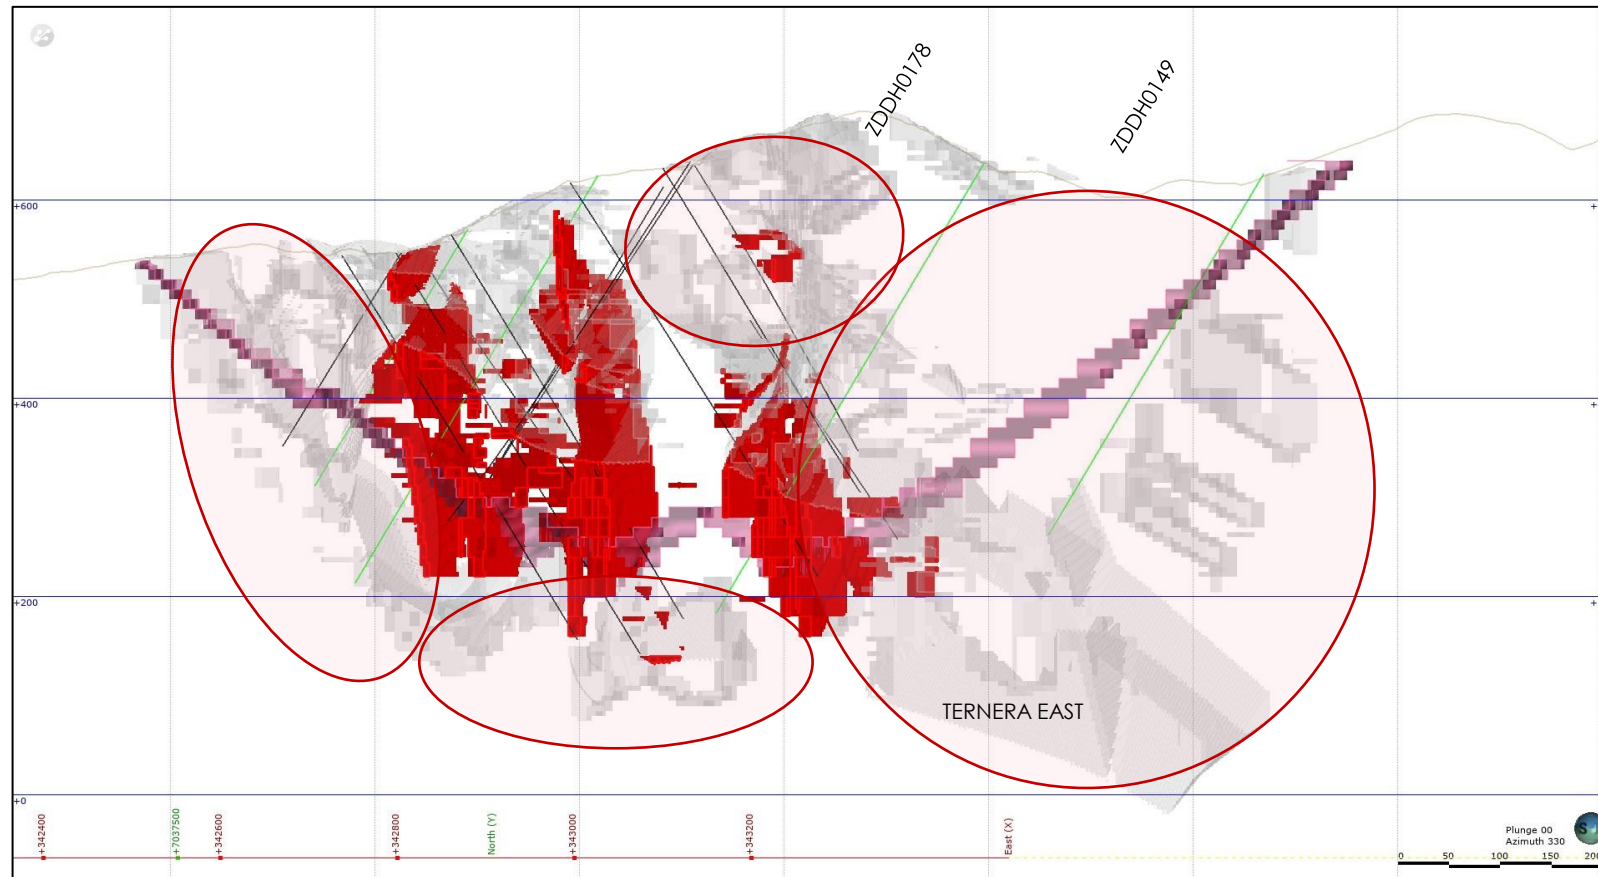 ZDDH0178
ZDDH0149
+600
+400
+200
+0
TERNERA EAST
+342400
+7037500
+342600
+342800
North (Y)
+343000
+343200
East (X)
Plunge 00
Azimuth 330
0 50 100 150 200
S